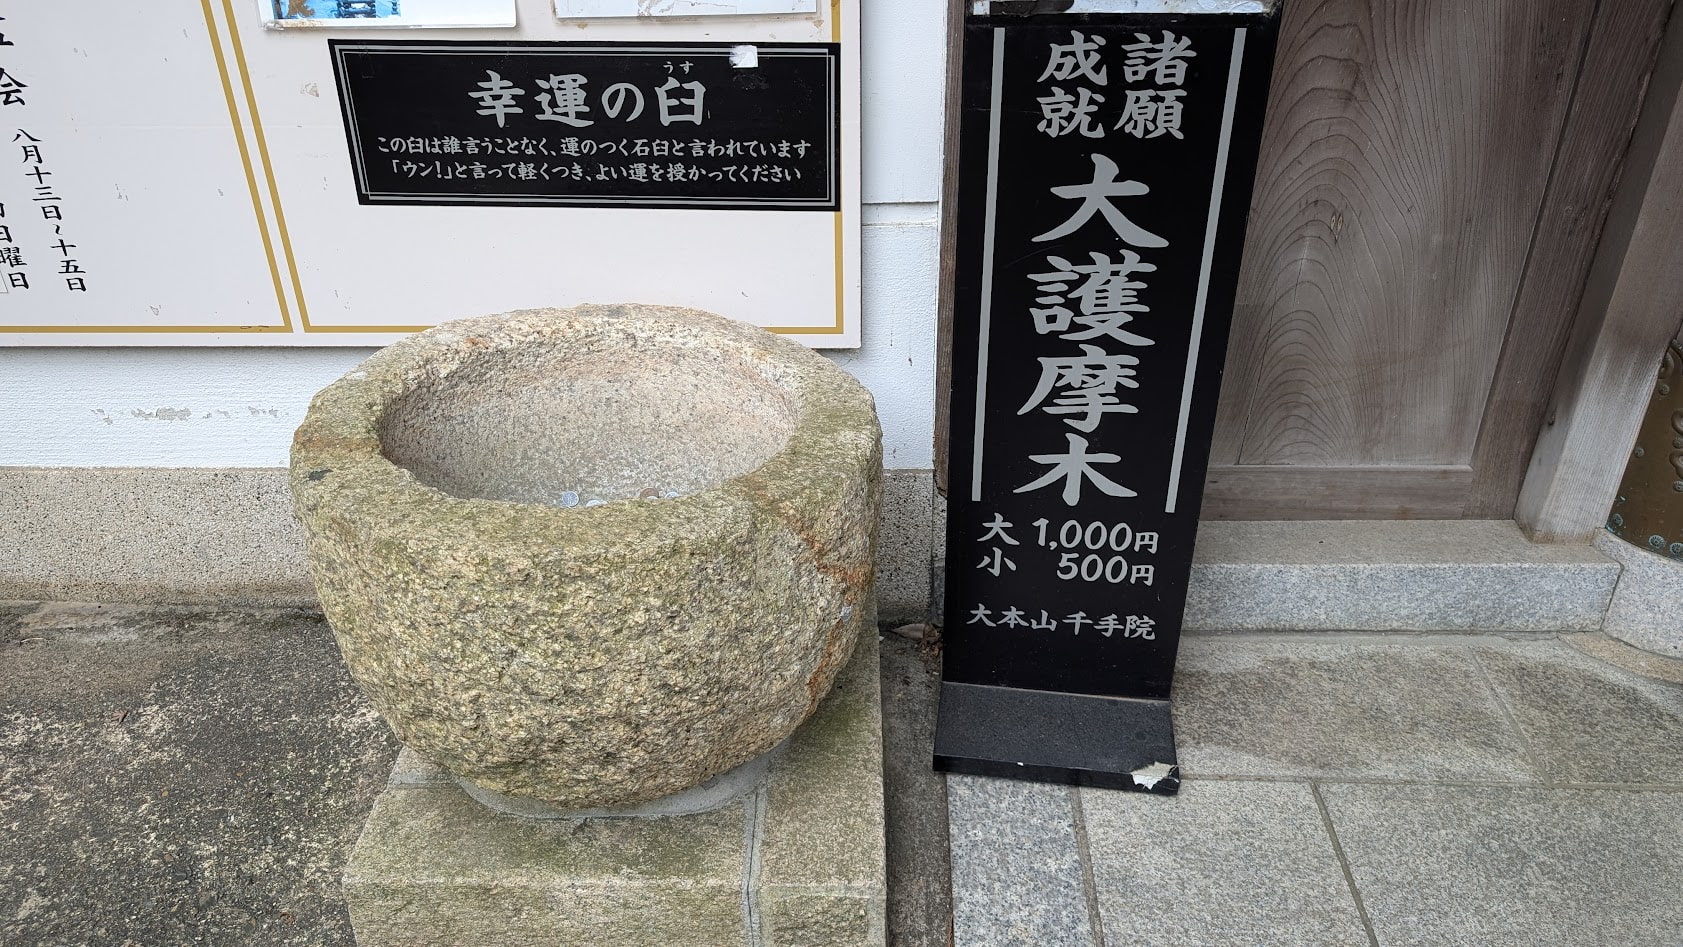 会
八月十三日～十五日
日曜日
幸運の臼
うす
この臼は誰言うことなく、運のつく石臼と言われています
「ウン!」と言って軽くつき、よい運を授かってください
諸願
成就
大護摩木
大 1,000円
小 500円
大本山千手院